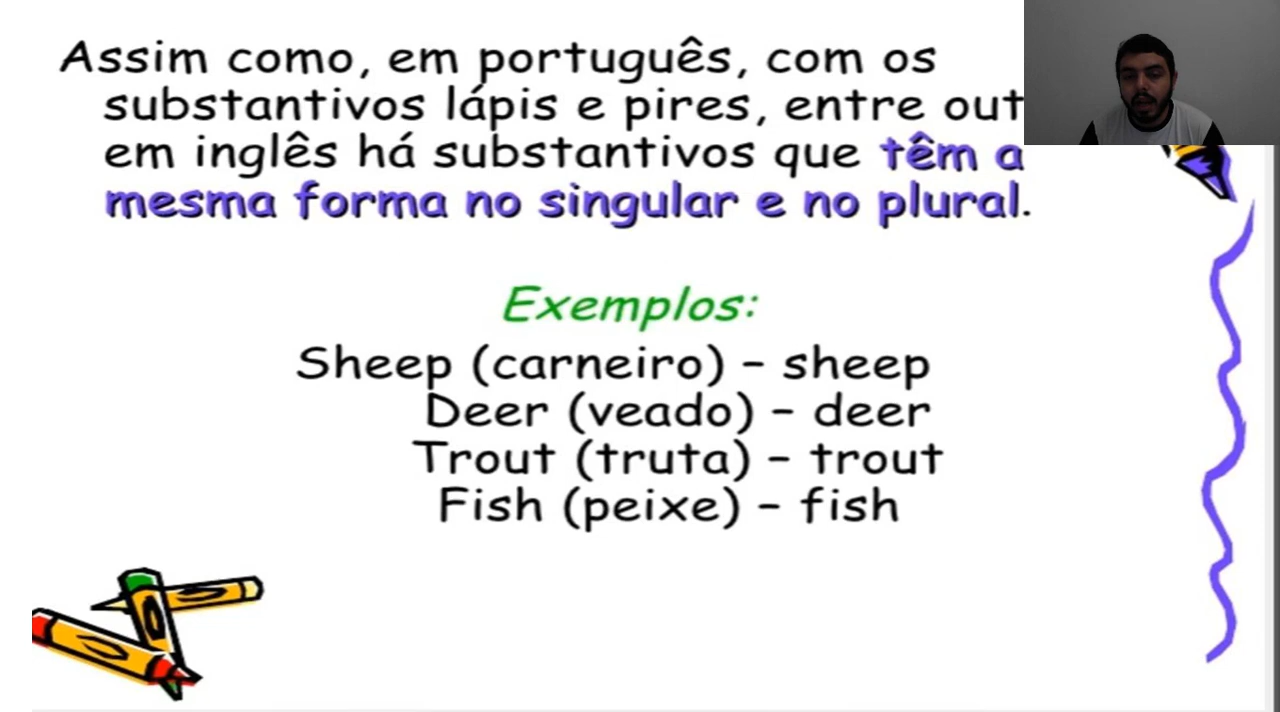 Assim como, em português, com os
substantivos lápis e pires, entre
em inglês há substantivos que têm a
mesma forma no singular e no plural.
Exemplos:
Sheep (carneiro) – sheep
Deer (veado) – deer
Trout (truta) – trout
Fish (peixe) – fish